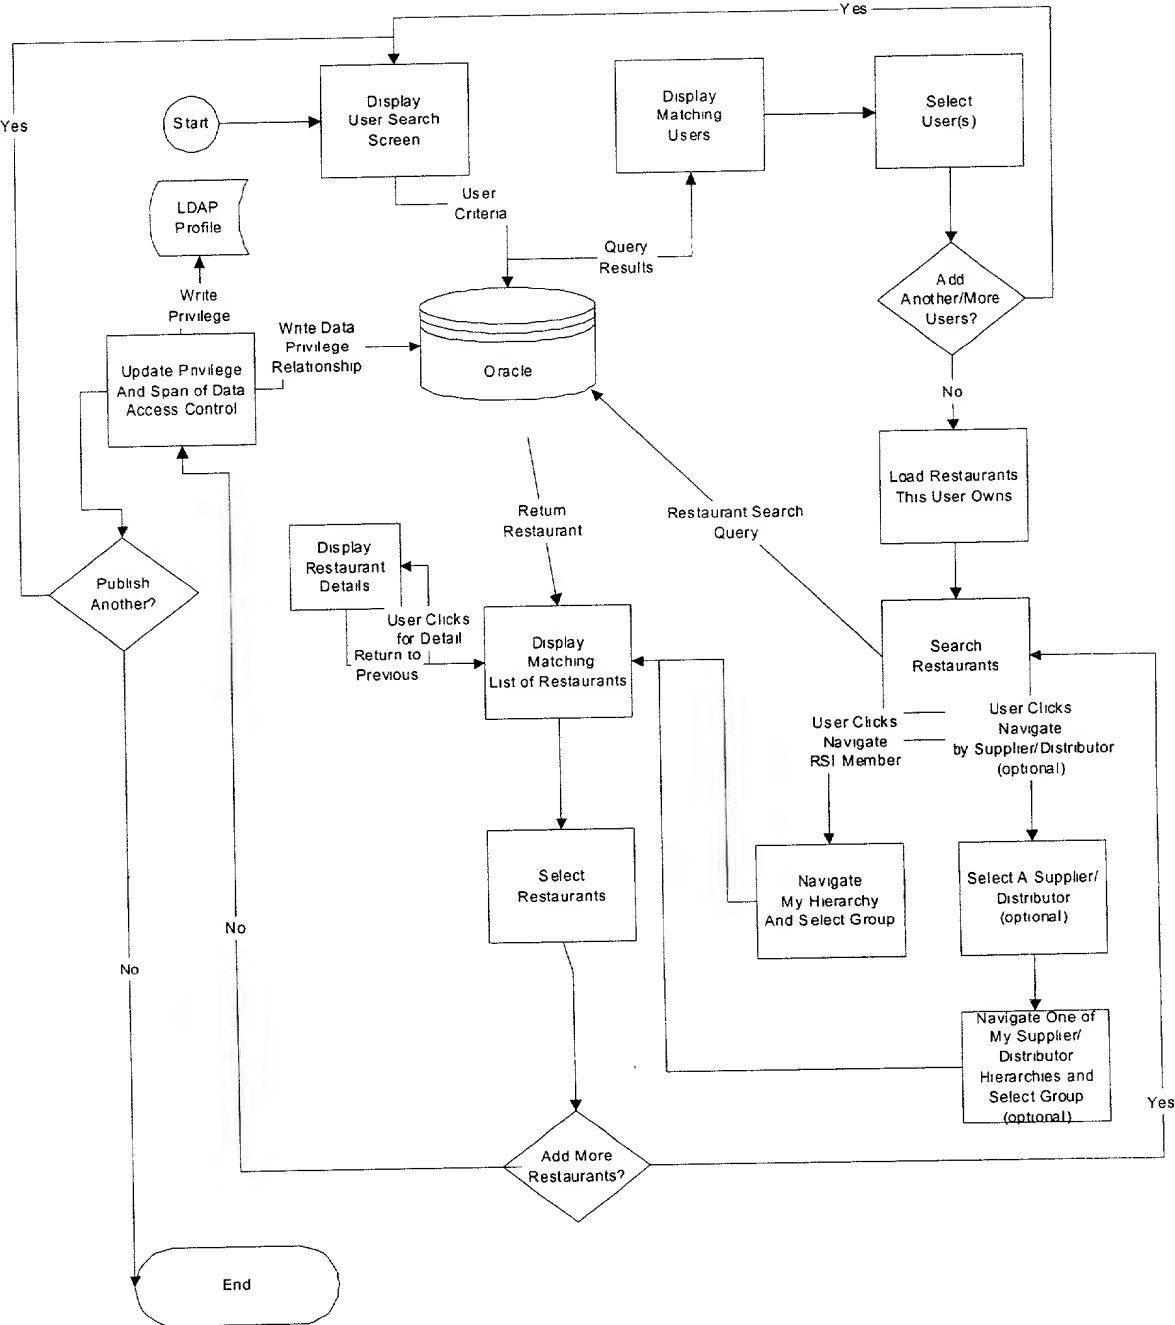 Yes
Yes
Start
Display
User Search
Screen
Display
Matching
Users
Select
User(s)
LDAP
Profile
User
Criteria
Query
Results
Add
Another/More
Users?
Write
Privilege
Write Data
Privilege
Relationship
Oracle
Update Privilege
And Span of Data
Access Control
No
Load Restaurants
This User Owns
Return
Restaurant
Restaurant Search
Query
Display
Restaurant
Details
Publish
Another?
User Clicks
for Detail
Return to
Previous
Display
Matching
List of Restaurants
Search
Restaurants
User Clicks
Navigate
RSI Member
User Clicks
Navigate
by Supplier/Distributor
(optional)
Select
Restaurants
Navigate
My Hierarchy
And Select Group
Select A Supplier/
Distributor
(optional)
No
No
Navigate One of
My Supplier/
Distributor
Hierarchies and
Select Group
(optional)
Yes
Add More
Restaurants?
End